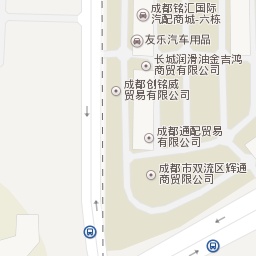 成都铭汇国际
汽配商城-六栋
友乐汽车用品
长城润滑油金吉鸿
商贸有限公司
成都创铭威
贸易有限公司
成都通配贸易
有限公司
成都市双流区辉通
商贸限公司